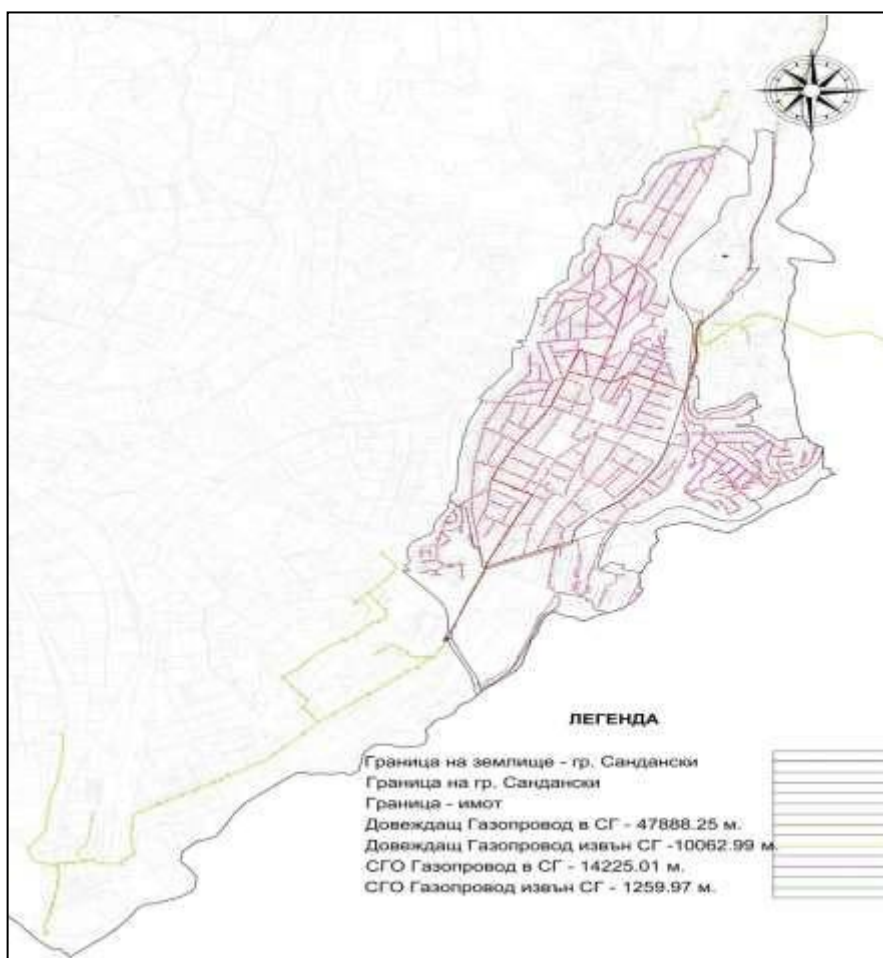 ЛЕГЕНДА
Граница на землище - гр. Сандански
Граница на гр. Сандански
Граница - имот
Довеждащ Газопровод в СГ - 47888.25 м.
Довеждащ Газопровод извън СГ -10062.99 м.
СГО Газопровод в СГ - 14225.01 м.
СГО Газопровод извън СГ - 1259.97 м.